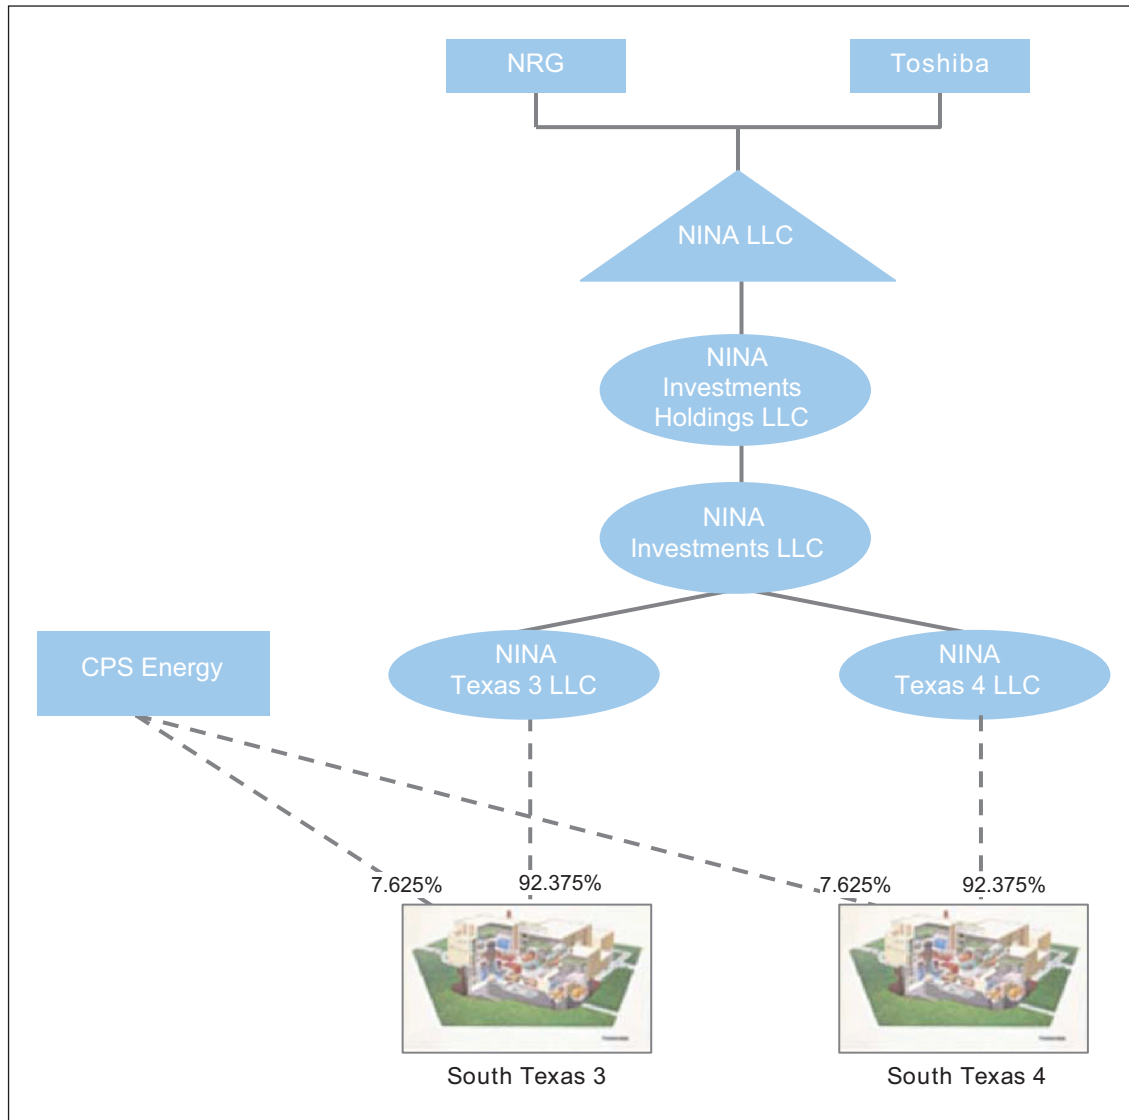 NRG
Toshiba
NINA LLC
NINA
Investments
Holdings LLC
NINA
Investments LLC
CPS Energy
NINA
Texas 3 LLC
NINA
Texas 4 LLC
7.625%
92.375%
7.625%
92.375%
South Texas 3
South Texas 4